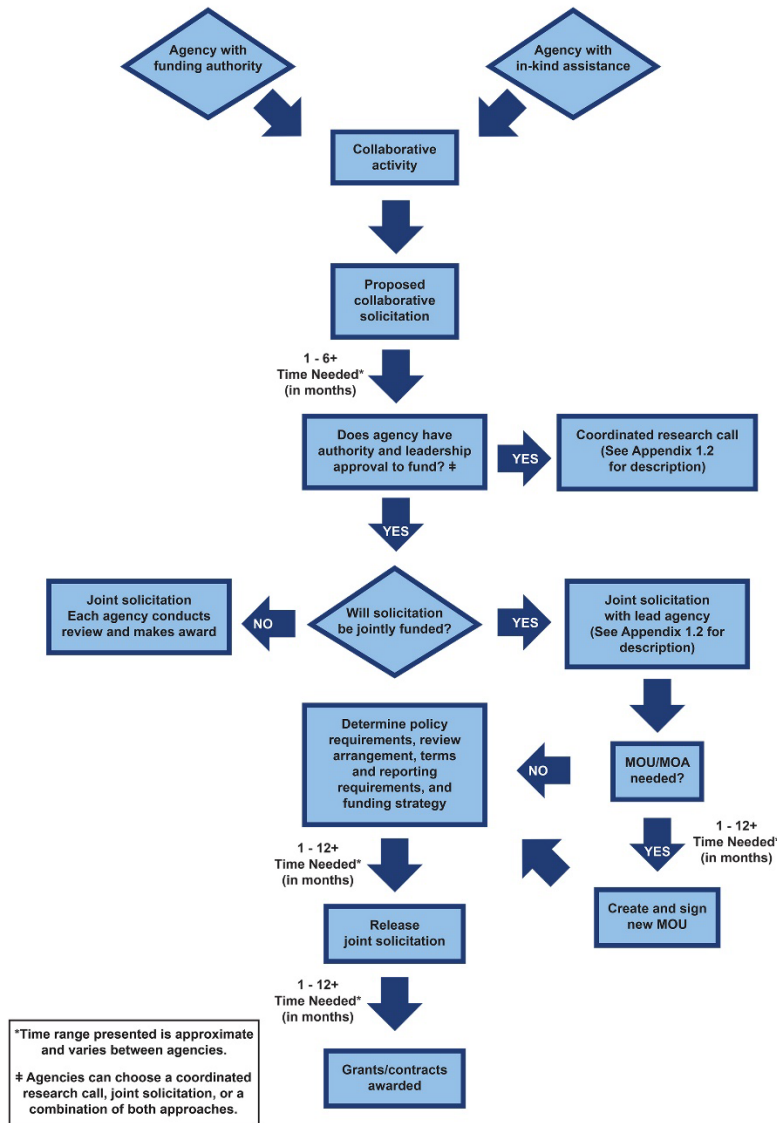 Agency with
funding authority
Agency with
in-kind assistance
Collaborative
activity
Proposed
collaborative
solicitation
1 - 6+
Time Needed*
(in months)
Does agency have
authority and leadership
approval to fund? ‡
YES
Coordinated research call
(See Appendix 1.2
for description)
YES
Joint solicitation
Each agency conducts
review and makes award
NO
Will solicitation
be jointly funded?
YES
Joint solicitation
with lead agency
(See Appendix 1.2 for
description)
Determine policy
requirements, review
arrangement, terms
and reporting
requirements, and
funding strategy
NO
MOU/MOA
needed?
YES
1 - 12+
Time Needed*
(in months)
Create and sign
new MOU
1 - 12+
Time Needed*
(in months)
Release
joint solicitation
1 - 12+
Time Needed*
(in months)
Grants/contracts
awarded
*Time range presented is approximate
and varies between agencies.
‡ Agencies can choose a coordinated
research call, joint solicitation, or a
combination of both approaches.